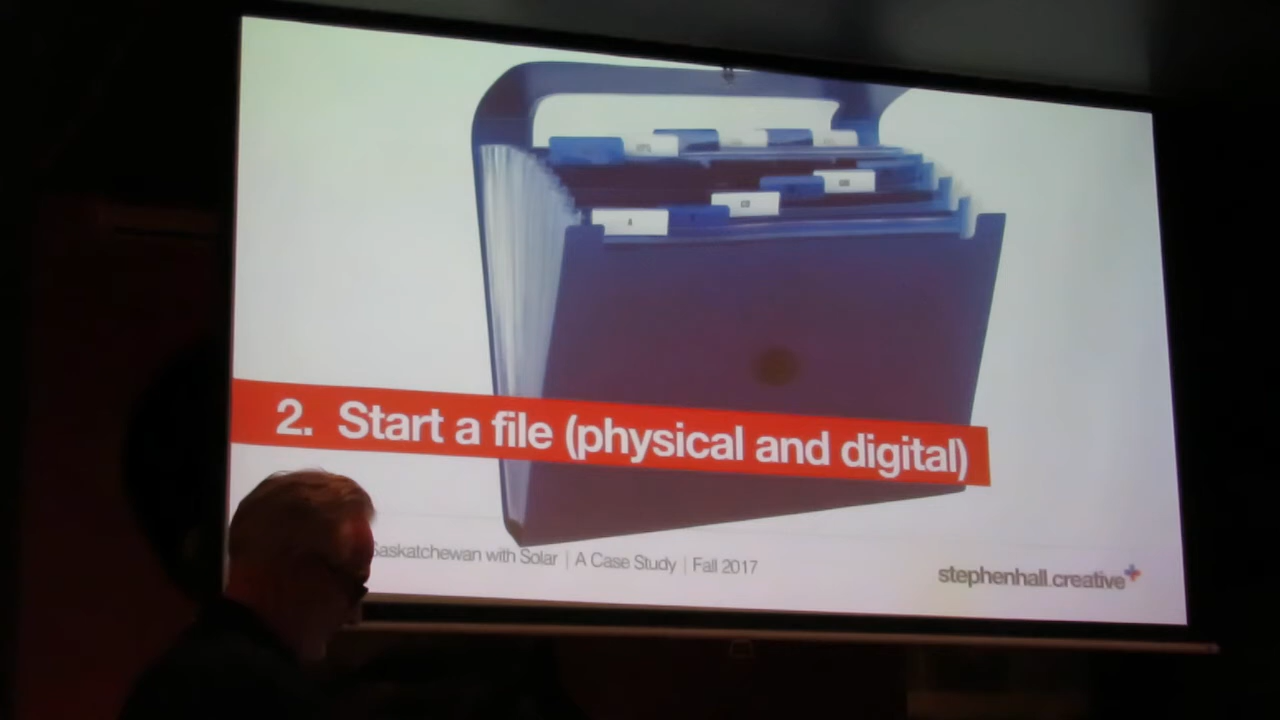 A
2. Start a file (physical and digital)
Saskatchewan with Solar | A Case Study | Fall 2017
stephenhall.creative+